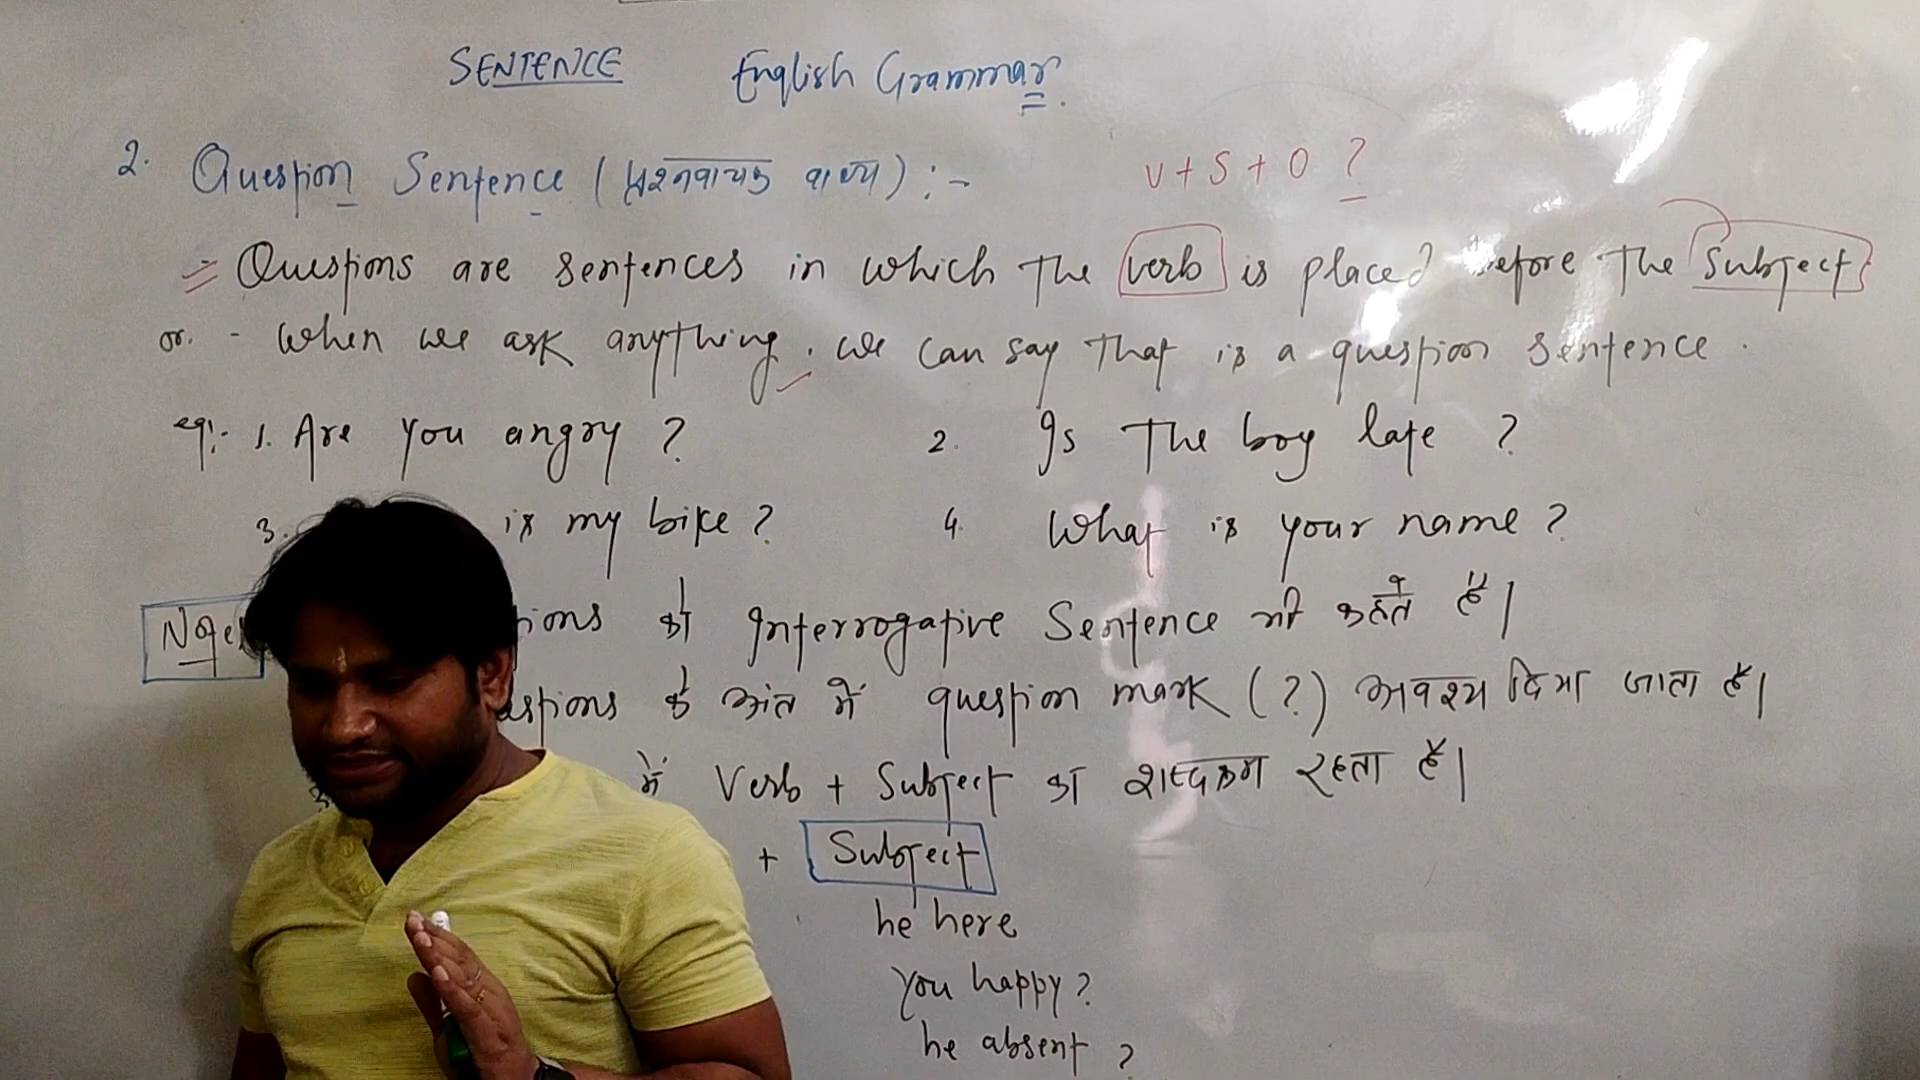 SENTENCE English Grammar.
2. Question Sentence (प्रश्नवाचक वाक्य) :-
V + S + O ?
Questions are sentences in which the verb is placed before the subject
or. - When we ask anything, we can say that is a question sentence.
eg:- 1. Are you angry ? 2. Is the boy late ?
3. is my bike ? 4. What is your name ?
Note को Interrogative Sentence भी कहते हैं।
के अंत में question mark (?) अवश्य दिया जाता है।
में Verb + Subject का शब्दक्रम रहता है।
+ Subject
he here
you happy ?
he absent ?